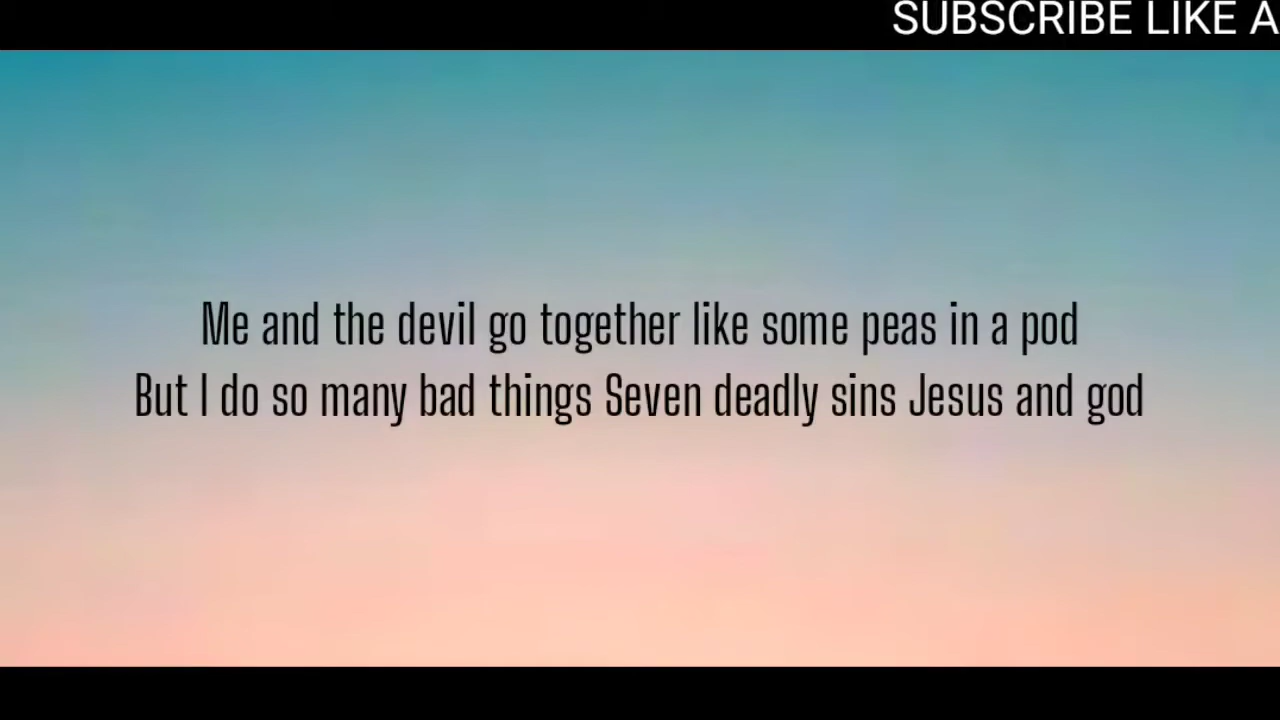 SUBSCRIBE LIKE A
Me and the devil go together like some peas in a pod
But I do so many bad things Seven deadly sins Jesus and god